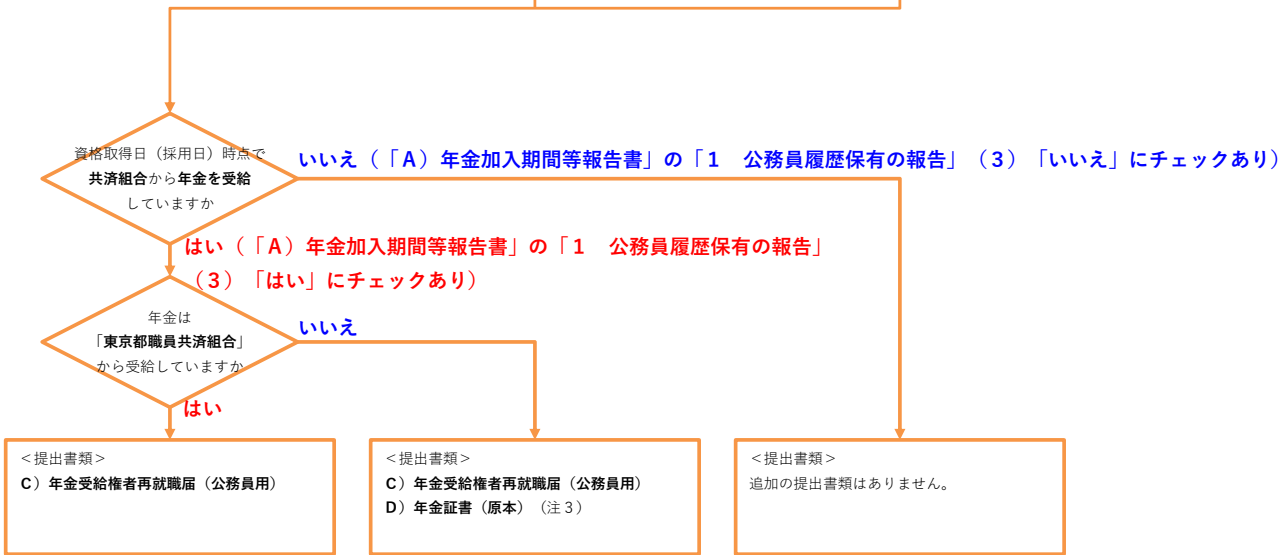 資格取得日（採用日）時点で
共済組合から年金を受給
していますか
いいえ（「Ａ）年金加入期間等報告書」の「１　公務員履歴保有の報告」（３）「いいえ」にチェックあり）
はい（「Ａ）年金加入期間等報告書」の「１　公務員履歴保有の報告」
（３）「はい」にチェックあり）
年金は
「東京都職員共済組合」
から受給していますか
いいえ
はい
＜提出書類＞
Ｃ）年金受給権者再就職届（公務員用）
＜提出書類＞
Ｃ）年金受給権者再就職届（公務員用）
Ｄ）年金証書（原本）（注３）
＜提出書類＞
追加の提出書類はありません。